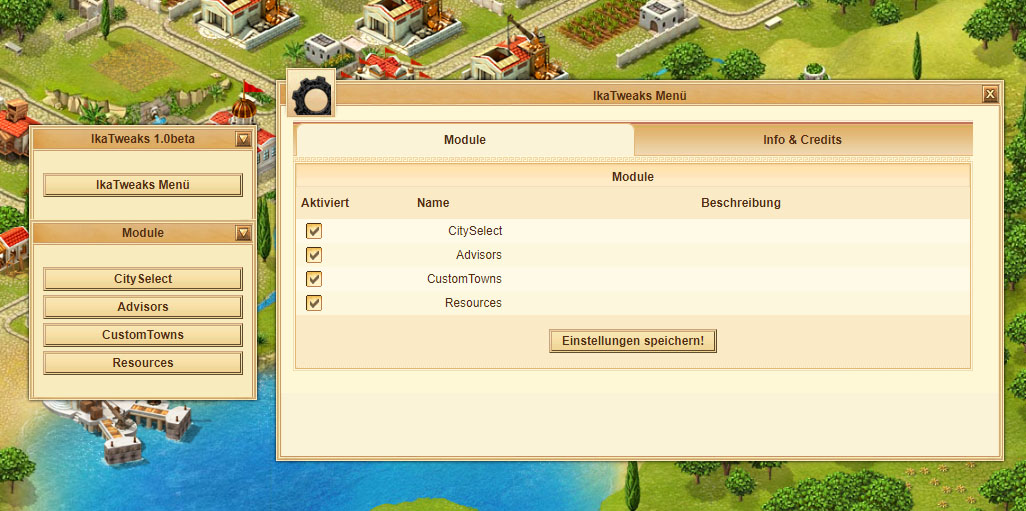 IkaTweaks 1.0beta
IkaTweaks Menü
Module
CitySelect
Advisors
CustomTowns
Resources
IkaTweaks Menü
Module Info & Credits
Module
Aktiviert Name Beschreibung
CitySelect
Advisors
CustomTowns
Resources
Einstellungen speichern!